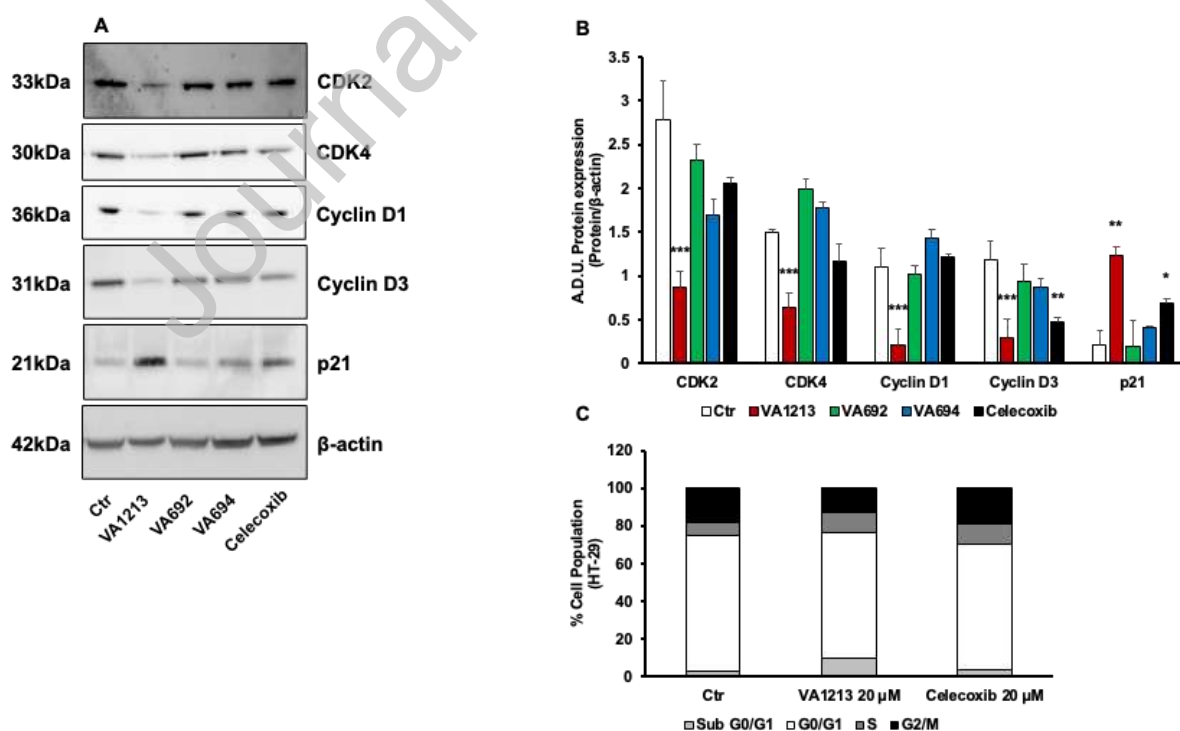 A
33kDa CDK2
30kDa CDK4
36kDa Cyclin D1
31kDa Cyclin D3
21kDa p21
42kDa β-actin
Ctr VA1213 VA692 VA694 Celecoxib
Journal
B
A.D.U. Protein expression
(Protein/β-actin)
3.5
3
2.5
2
1.5
1
0.5
0
*** *** *** *** ** ** *
CDK2 CDK4 Cyclin D1 Cyclin D3 p21
Ctr VA1213 VA692 VA694 Celecoxib
C
% Cell Population
(HT-29)
120
100
80
60
40
20
0
Ctr VA1213 20 µM Celecoxib 20 µM
Sub G0/G1 G0/G1 S G2/M